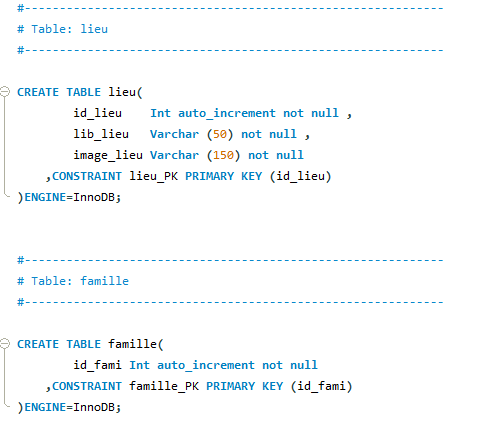 #------------------------------------------------------------
# Table: lieu
#------------------------------------------------------------
CREATE TABLE lieu(
id_lieu Int auto_increment not null ,
lib_lieu Varchar (50) not null ,
image_lieu Varchar (150) not null
,CONSTRAINT lieu_PK PRIMARY KEY (id_lieu)
)ENGINE=InnoDB;
#------------------------------------------------------------
# Table: famille
#------------------------------------------------------------
CREATE TABLE famille(
id_fami Int auto_increment not null
,CONSTRAINT famille_PK PRIMARY KEY (id_fami)
)ENGINE=InnoDB;